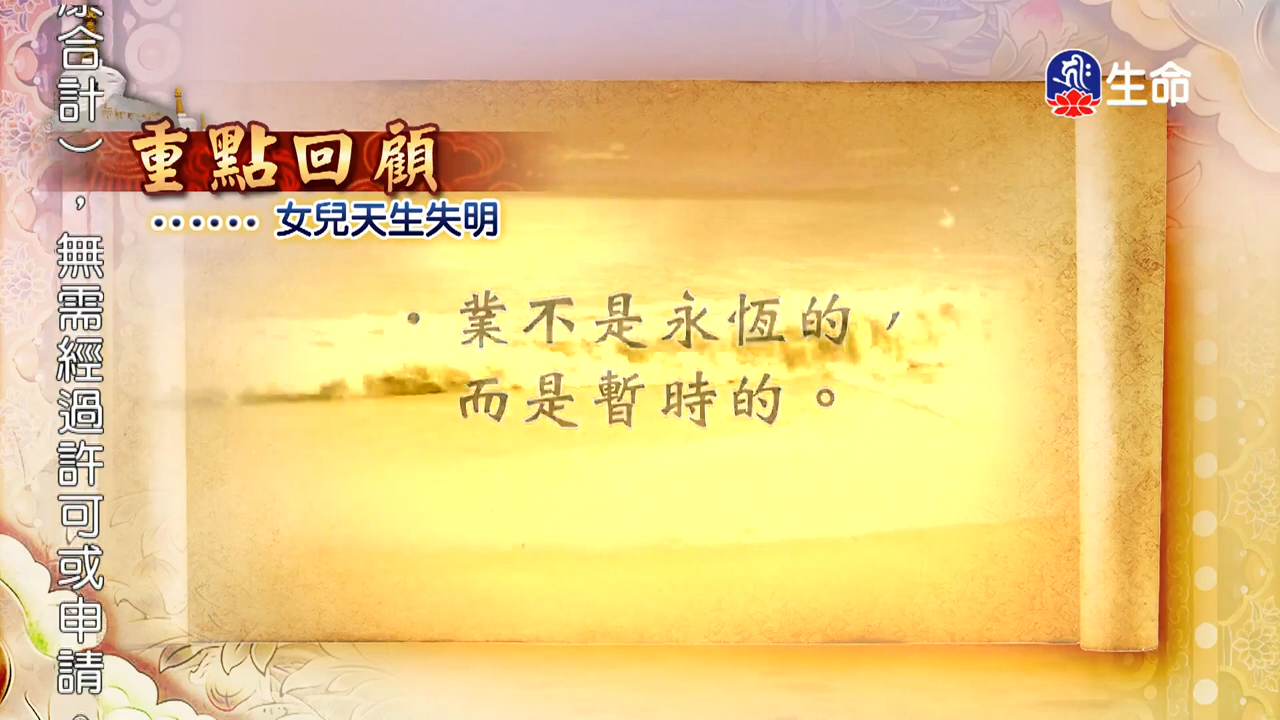 合計），無需經過許可或申請。
生命
重點回顧
……女兒天生失明
・業不是永恆的，
而是暫時的。